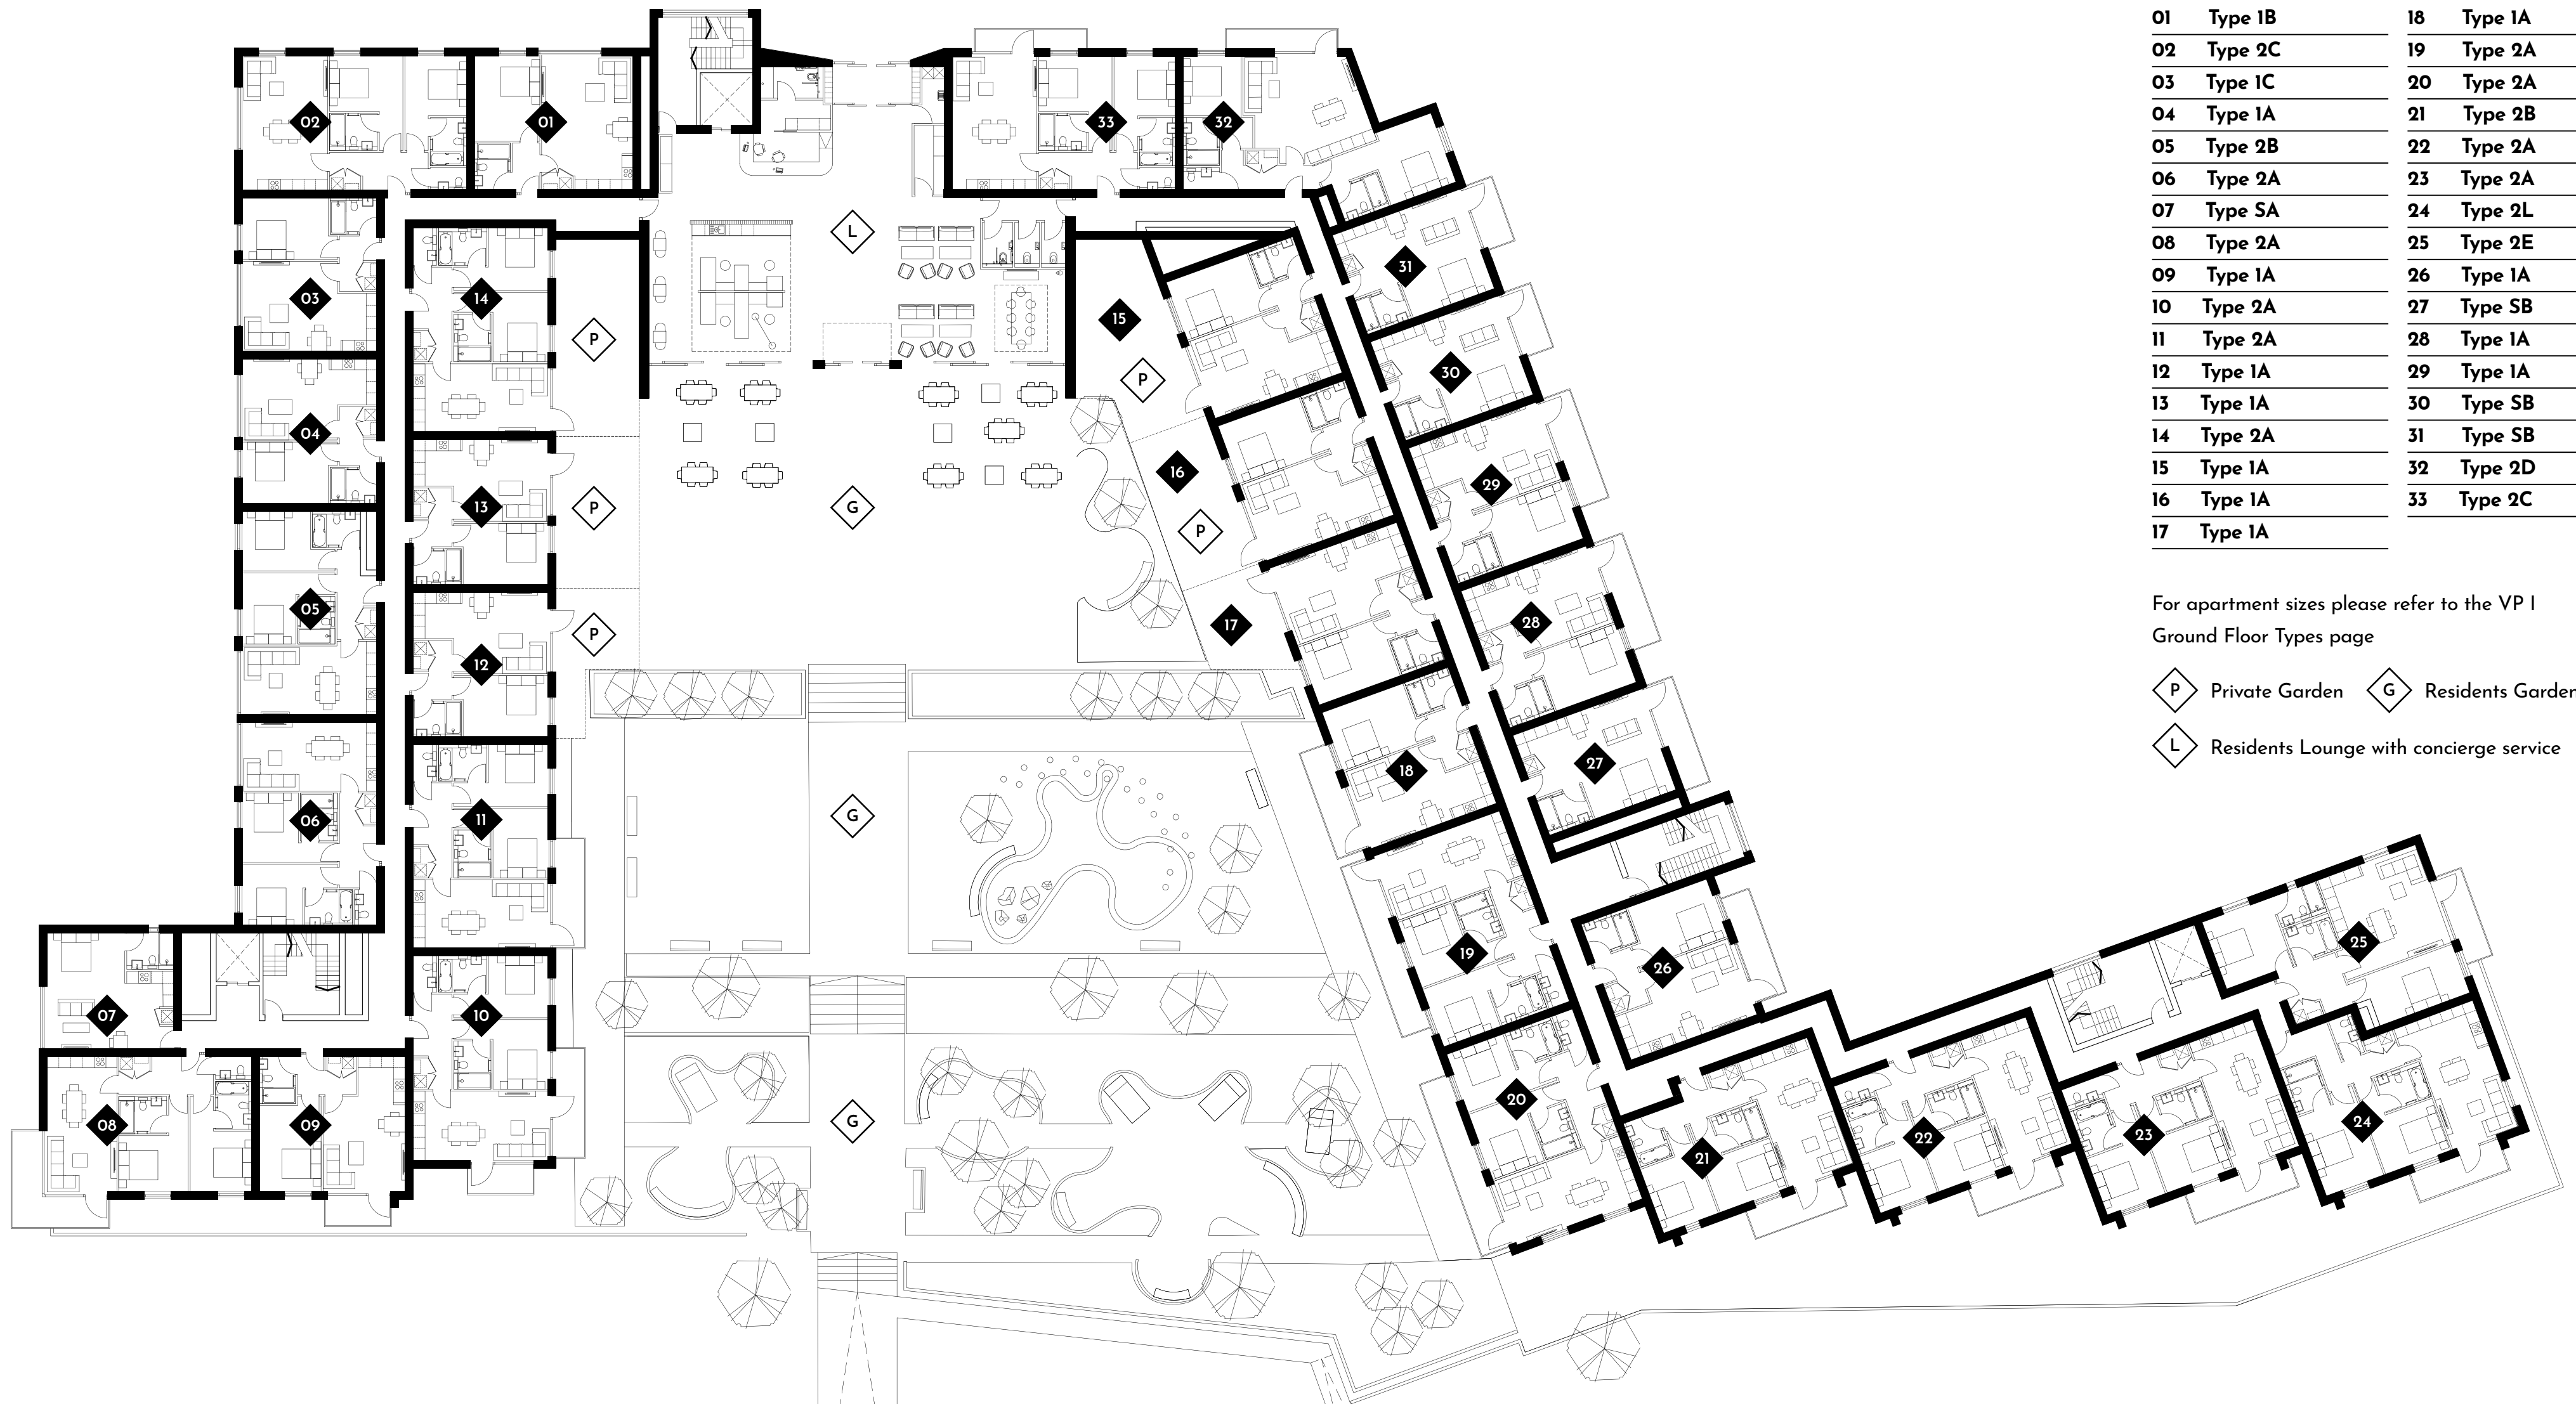 01 Type 1B
02 Type 2C
03 Type 1C
04 Type 1A
05 Type 2B
06 Type 2A
07 Type SA
08 Type 2A
09 Type 1A
10 Type 2A
11 Type 2A
12 Type 1A
13 Type 1A
14 Type 2A
15 Type 1A
16 Type 1A
17 Type 1A
18 Type 1A
19 Type 2A
20 Type 2A
21 Type 2B
22 Type 2A
23 Type 2A
24 Type 2L
25 Type 2E
26 Type 1A
27 Type SB
28 Type 1A
29 Type 1A
30 Type SB
31 Type SB
32 Type 2D
33 Type 2C
For apartment sizes please refer to the VP I
Ground Floor Types page
P Private Garden
G Residents Garden
L Residents Lounge with concierge service
02
01
33
32
L
31
03
14
15
P
30
P
04
29
16
13
P
G
P
05
28
17
12
P
27
18
06
11
G
25
19
26
07
10
20
08
09
G
24
23
22
21